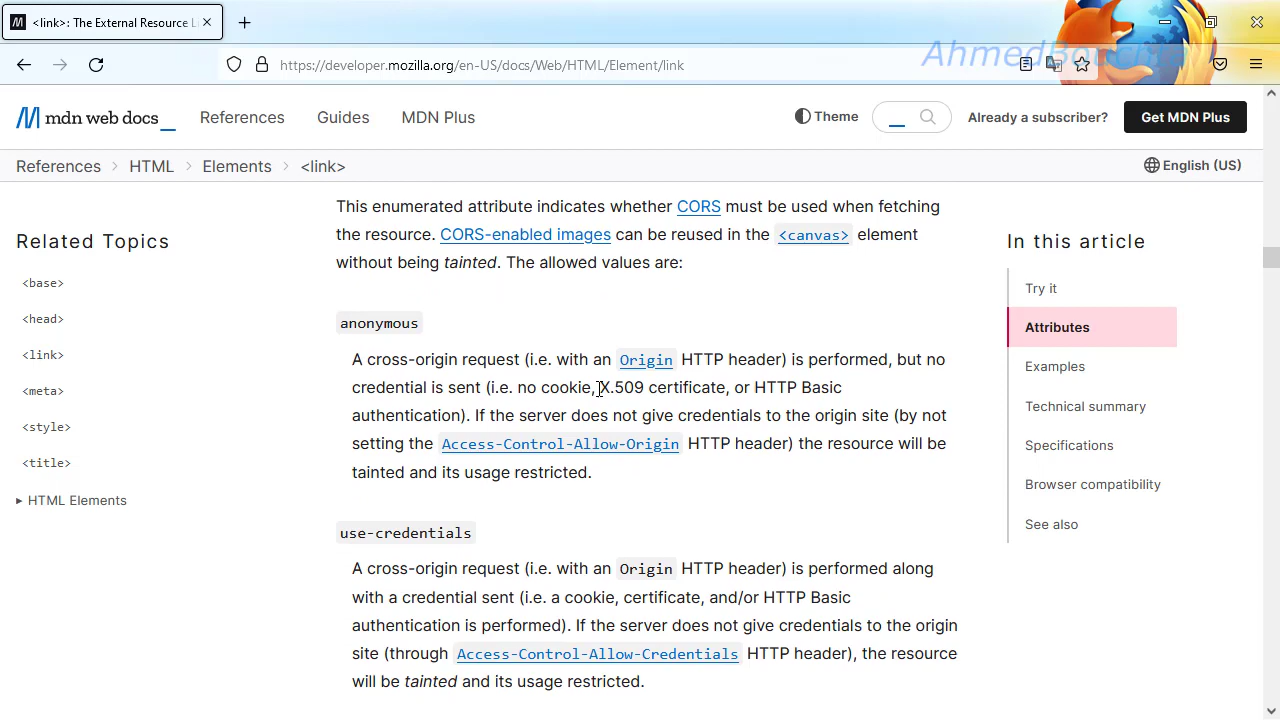 <link>: The External Resource L
AhmedBouchfa
https://developer.mozilla.org/en-US/docs/Web/HTML/Element/link
mdn web docs_
References
Guides
MDN Plus
Theme
Already a subscriber?
Get MDN Plus
References
HTML
Elements
<link>
English (US)
Related Topics
<base>
<head>
<link>
<meta>
<style>
<title>
HTML Elements
This enumerated attribute indicates whether CORS must be used when fetching
the resource. CORS-enabled images can be reused in the <canvas> element
without being tainted. The allowed values are:
anonymous
A cross-origin request (i.e. with an Origin HTTP header) is performed, but no
credential is sent (i.e. no cookie, X.509 certificate, or HTTP Basic
authentication). If the server does not give credentials to the origin site (by not
setting the Access-Control-Allow-Origin HTTP header) the resource will be
tainted and its usage restricted.
use-credentials
A cross-origin request (i.e. with an Origin HTTP header) is performed along
with a credential sent (i.e. a cookie, certificate, and/or HTTP Basic
authentication is performed). If the server does not give credentials to the origin
site (through Access-Control-Allow-Credentials HTTP header), the resource
will be tainted and its usage restricted.
In this article
Try it
Attributes
Examples
Technical summary
Specifications
Browser compatibility
See also